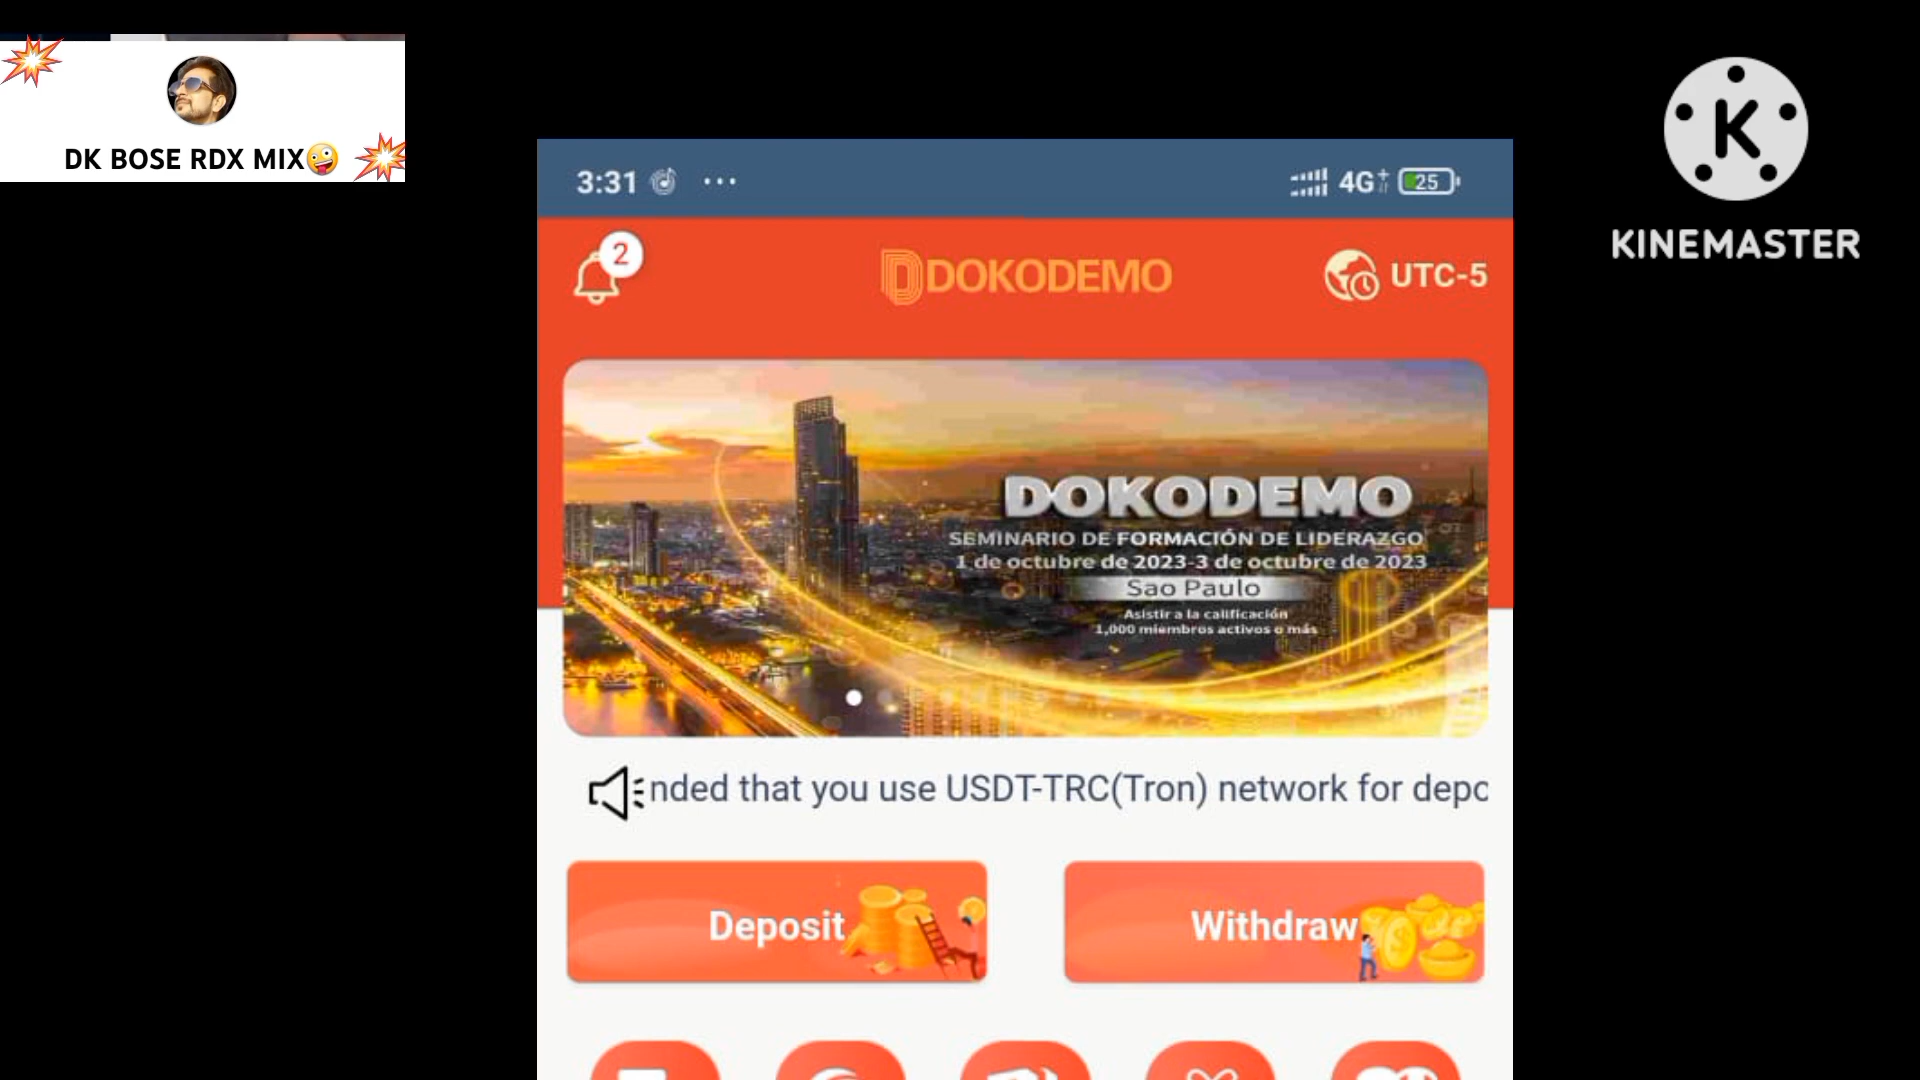 DK BOSE RDX MIX🤪
K
KINEMASTER
3:31 ... 4G+ 25
2
DOKODEMO
UTC-5
DOKODEMO
SEMINARIO DE FORMACIÓN DE LIDERAZGO
1 de octubre de 2023-3 de octubre de 2023
Sao Paulo
Asistir a la calificación
1,000 miembros activos o más
nded that you use USDT-TRC(Tron) network for depo
Deposit
Withdraw